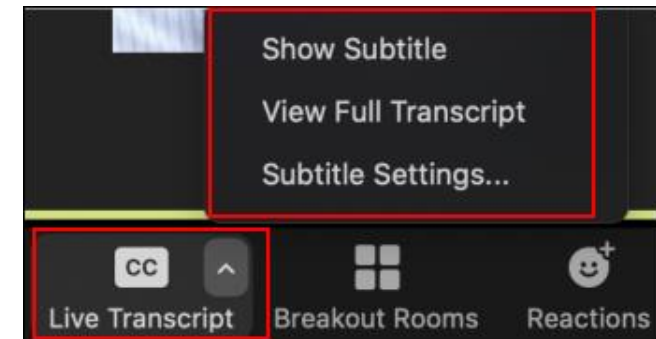 Show Subtitle
View Full Transcript
Subtitle Settings...
CC
Live Transcript
Breakout Rooms
Reactions